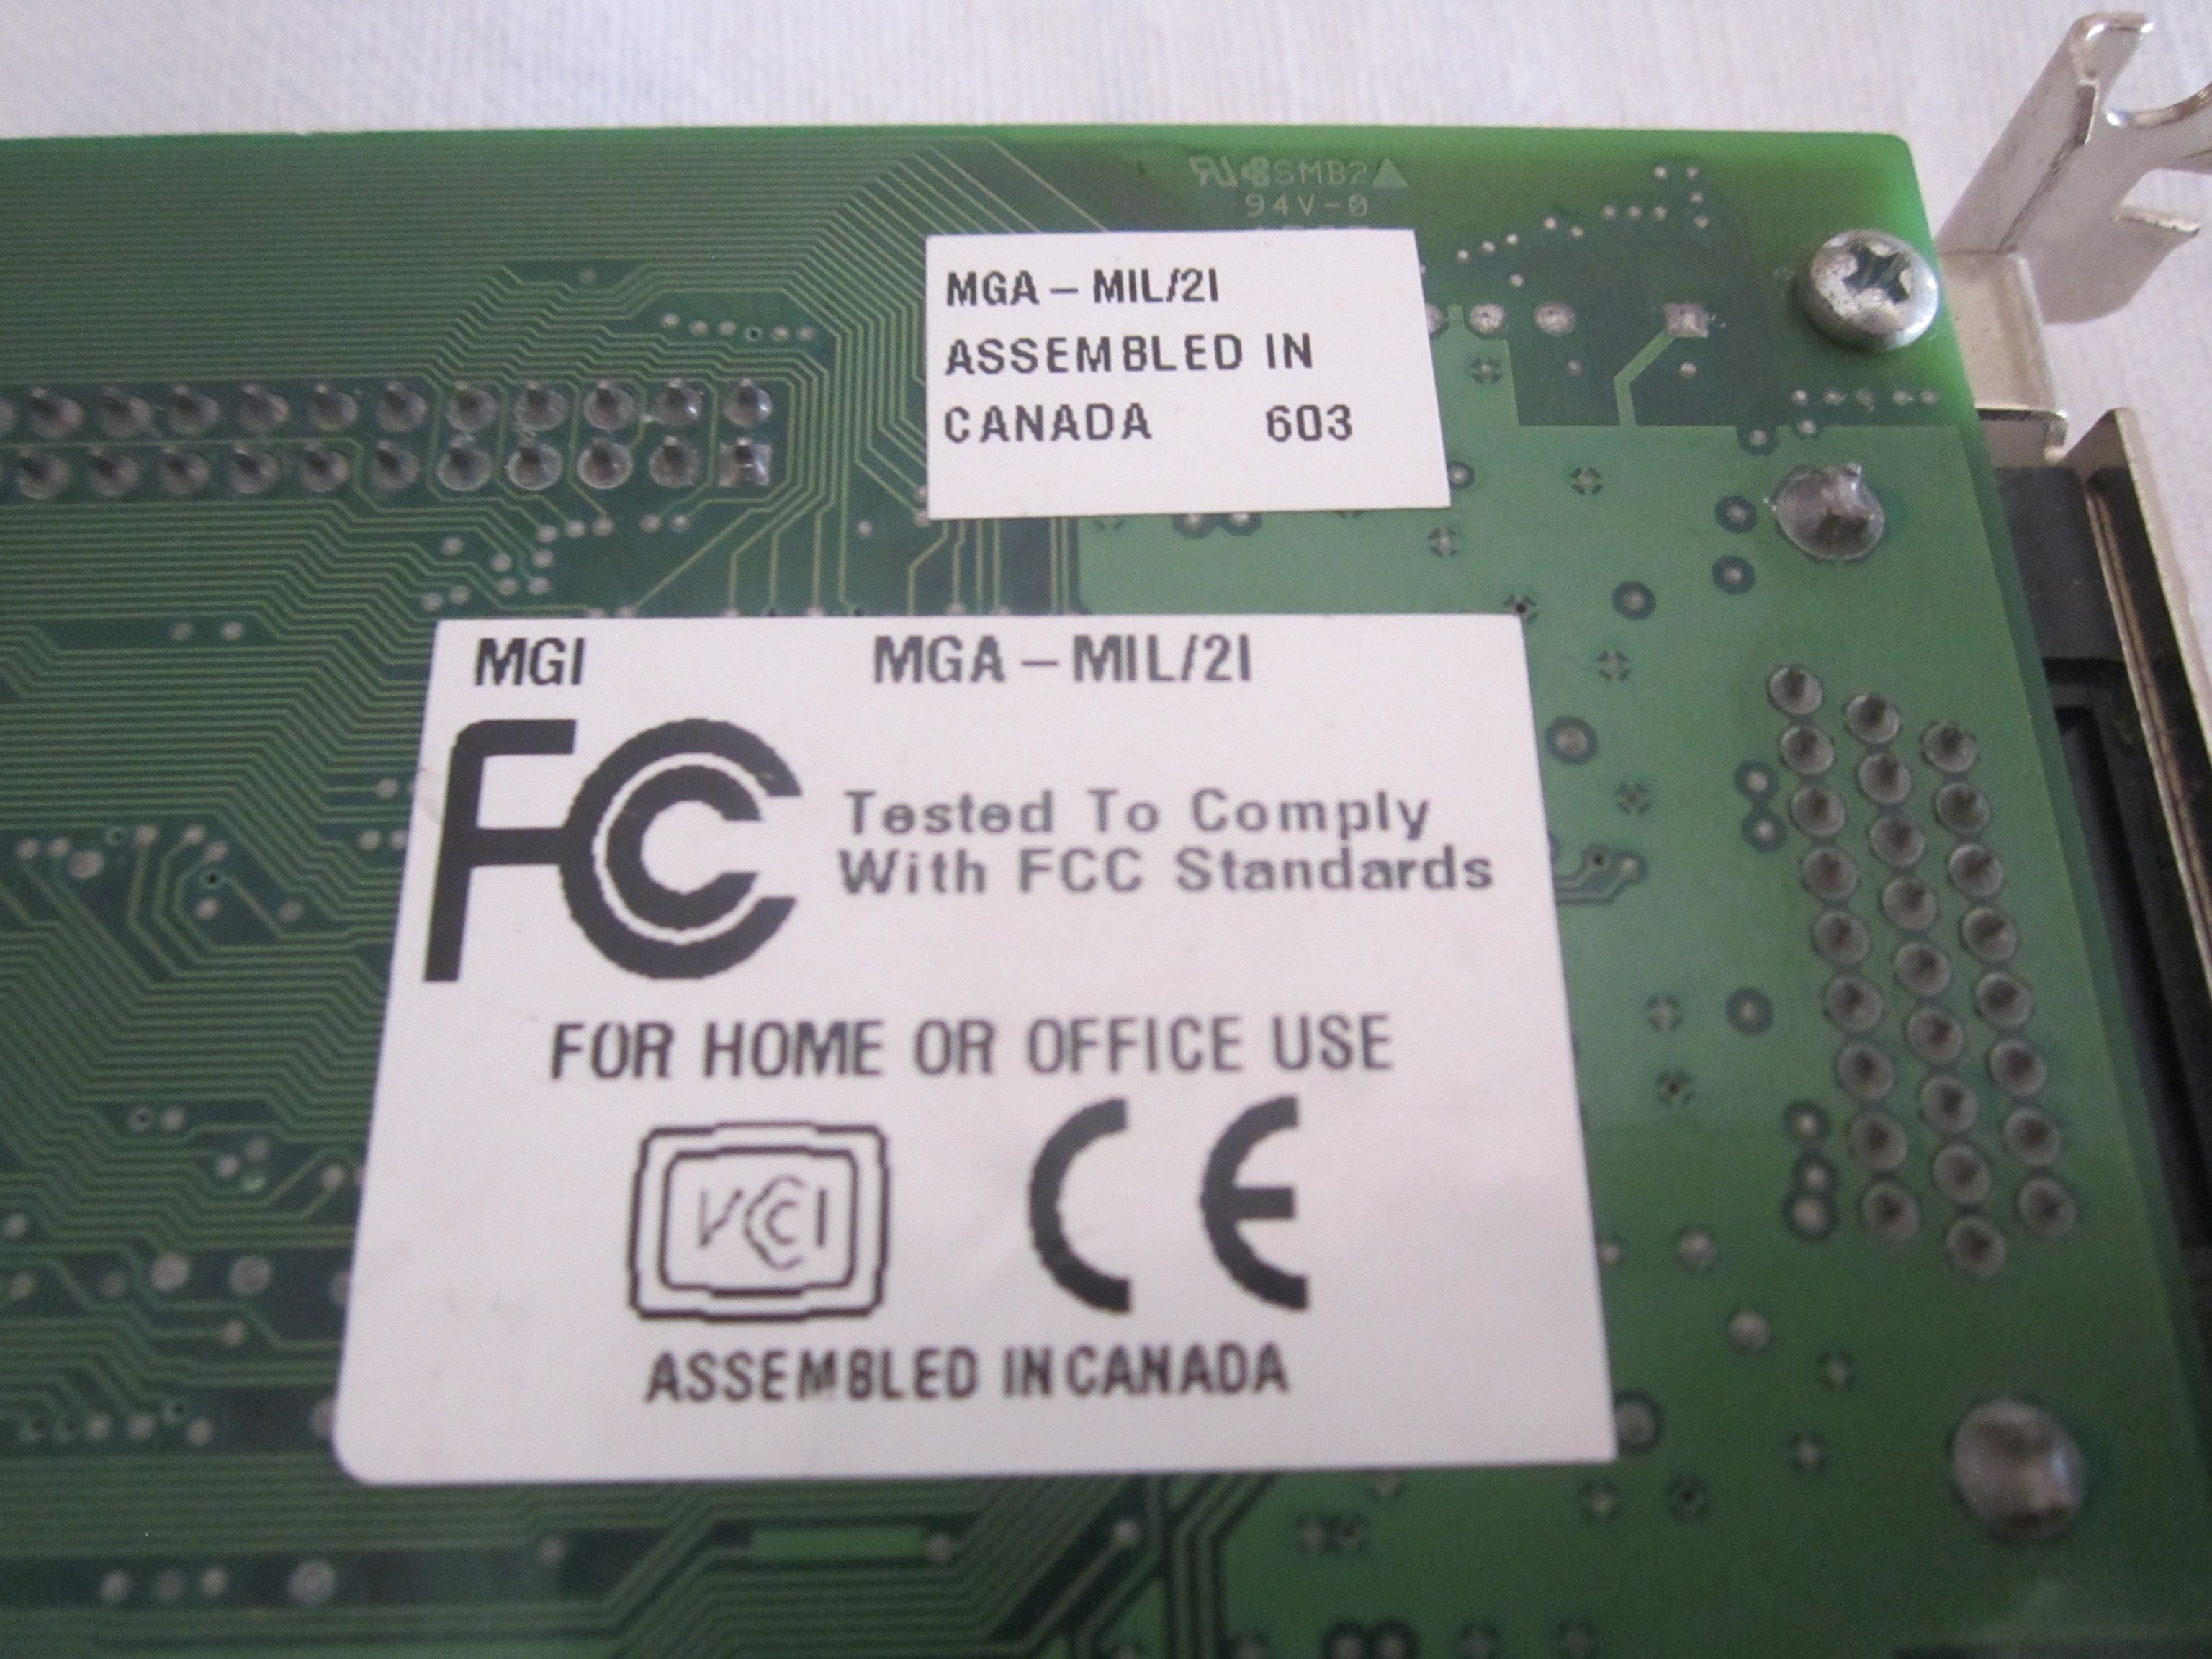 SMB2
94V-0
MGA – MIL/2I
ASSEMBLED IN
CANADA 603
MGI MGA – MIL/2I
FC Tested To Comply
With FCC Standards
FOR HOME OR OFFICE USE
VCCI CE
ASSEMBLED IN CANADA